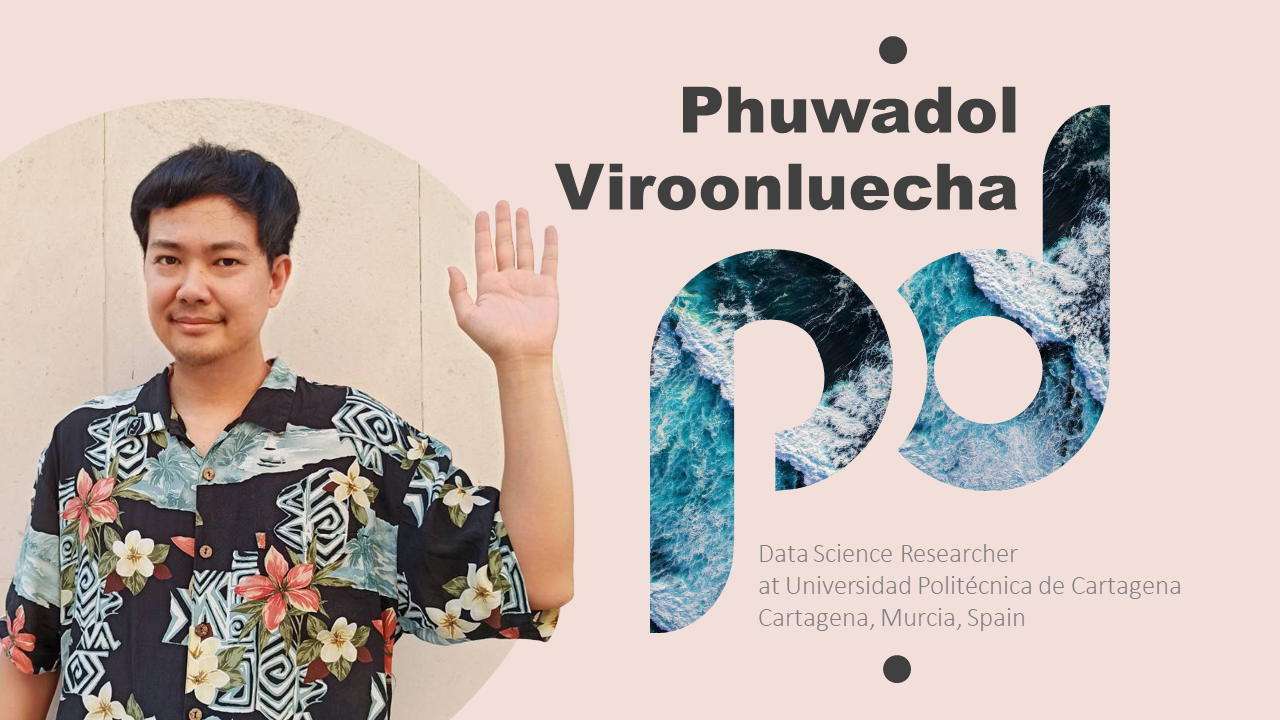 Phuwadol
Viroonluecha
pd
Data Science Researcher
at Universidad Politécnica de Cartagena
Cartagena, Murcia, Spain